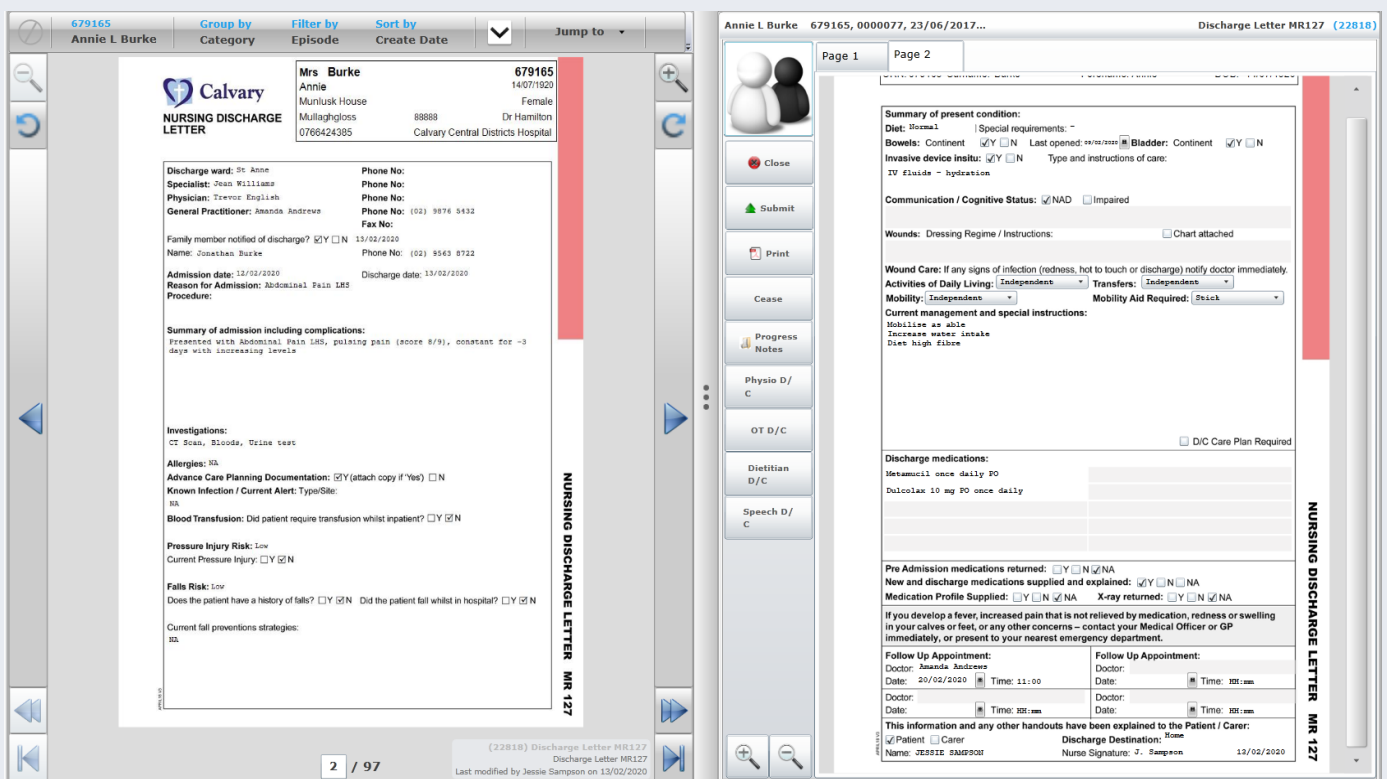 679165
Annie L Burke
Group by
Category
Filter by
Episode
Sort by
Create Date
Jump to
Calvary
NURSING DISCHARGE
LETTER
Mrs Burke 679165
Annie 14/07/1920
Munlusk House Female
Mullaghgloss 88888 Dr Hamilton
0766424385 Calvary Central Districts Hospital
Discharge ward: St Anne Phone No:
Specialist: Jean Williams Phone No:
Physician: Trevor English Phone No:
General Practitioner: Amanda Andrews Phone No: (02) 9876 5432
Fax No:
Family member notified of discharge? Y N 13/02/2020
Name: Jonathan Burke Phone No: (02) 9563 8722
Admission date: 12/02/2020 Discharge date: 13/02/2020
Reason for Admission: Abdominal Pain LHS
Procedure:
Summary of admission including complications:
Presented with Abdominal Pain LHS, pulsing pain (score 8/9), constant for ~3
days with increasing levels
Investigations:
CT Scan, Bloods, Urine test
Allergies: NA
Advance Care Planning Documentation: Y (attach copy if 'Yes') N
Known Infection / Current Alert: Type/Site:
NA
Blood Transfusion: Did patient require transfusion whilst inpatient? Y N
Pressure Injury Risk: Low
Current Pressure Injury: Y N
Falls Risk: Low
Does the patient have a history of falls? Y N Did the patient fall whilst in hospital? Y N
Current fall preventions strategies:
NA
NURSING DISCHARGE LETTER MR 127
2 / 97
(22818) Discharge Letter MR127
Discharge Letter MR127
Last modified by Jessie Sampson on 13/02/2020
Annie L Burke 679165, 0000077, 23/06/2017... Discharge Letter MR127 (22818)
Close
Submit
Print
Cease
Progress
Notes
Physio D/
C
OT D/C
Dietitian
D/C
Speech D/
C
Page 1
Page 2
Summary of present condition:
Diet: Normal | Special requirements: -
Bowels: Continent Y N Last opened: 09/02/2020 Bladder: Continent Y N
Invasive device insitu: Y N Type and instructions of care:
IV fluids - hydration
Communication / Cognitive Status: NAD Impaired
Wounds: Dressing Regime / Instructions: Chart attached
Wound Care: If any signs of infection (redness, hot to touch or discharge) notify doctor immediately.
Activities of Daily Living: Independent Transfers: Independent
Mobility: Independent Mobility Aid Required: Stick
Current management and special instructions:
Mobilise as able
Increase water intake
Diet high fibre
D/C Care Plan Required
Discharge medications:
Metamucil once daily PO
Dulcolax 10 mg PO once daily
Pre Admission medications returned: Y N NA
New and discharge medications supplied and explained: Y N NA
Medication Profile Supplied: Y N NA X-ray returned: Y N NA
If you develop a fever, increased pain that is not relieved by medication, redness or swelling
in your calves or feet, or any other concerns – contact your Medical Officer or GP
immediately, or present to your nearest emergency department.
Follow Up Appointment: Follow Up Appointment:
Doctor: Amanda Andrews Doctor:
Date: 20/02/2020 Time: 11:00 Date: Time: HH:mm
Doctor: Doctor:
Date: Time: HH:mm Date: Time: HH:mm
This information and any other handouts have been explained to the Patient / Carer:
Patient Carer Discharge Destination: Home
Name: JESSIE SAMPSON Nurse Signature: J. Sampson 13/02/2020
NURSING DISCHARGE LETTER MR 127